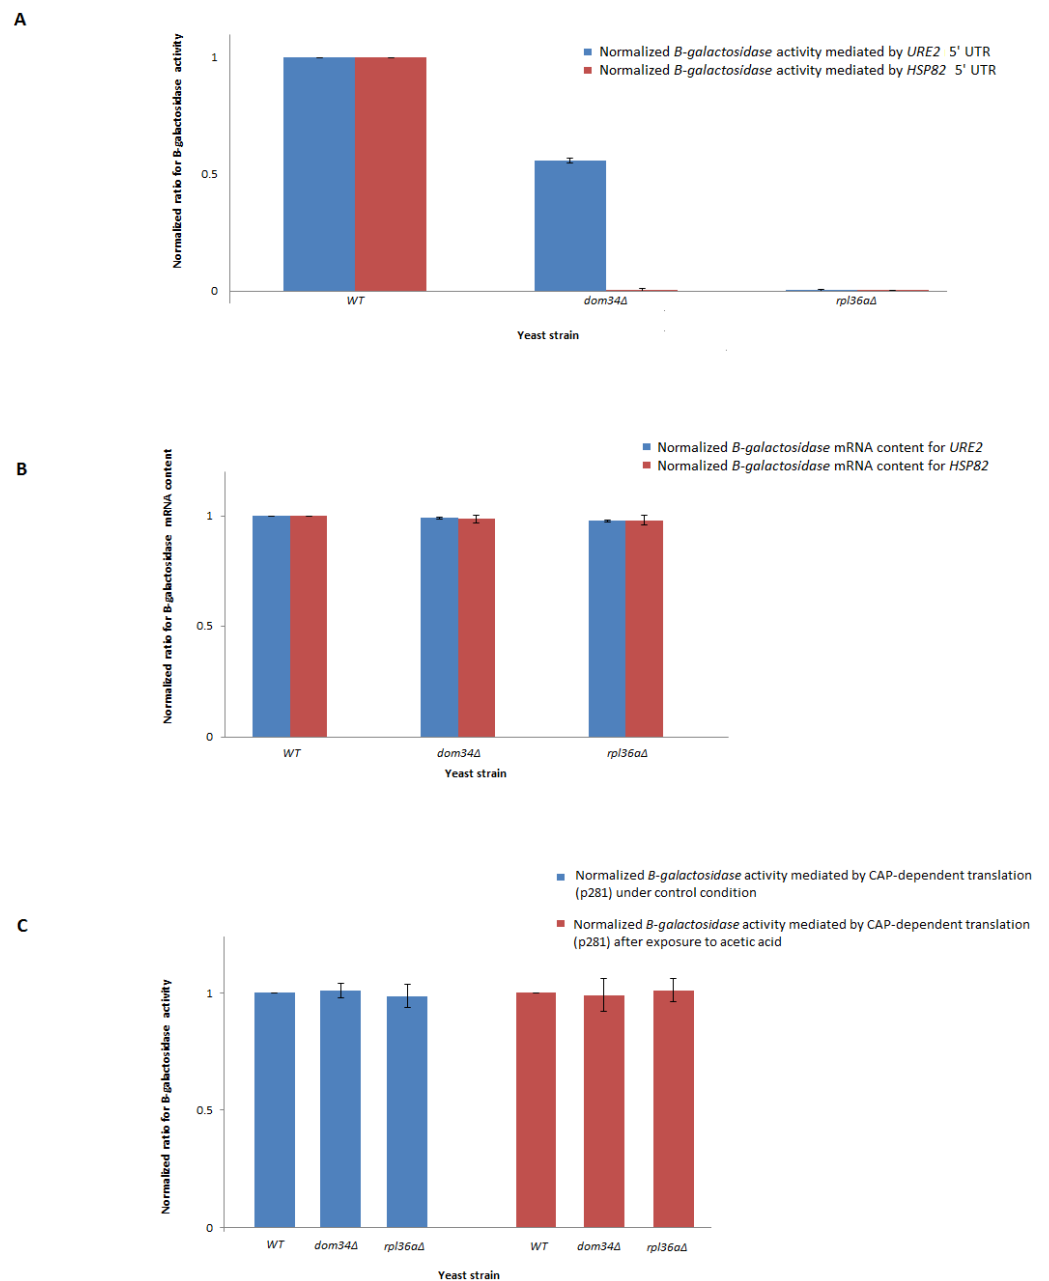 A
Normalized ratio for B-galactosidase activity
Normalized B-galactosidase activity mediated by URE2 5' UTR
Normalized B-galactosidase activity mediated by HSP82 5' UTR
1
0.5
0
WT dom34Δ rpl36aΔ
Yeast strain
B
Normalized ratio for B-galactosidase mRNA content
Normalized B-galactosidase mRNA content for URE2
Normalized B-galactosidase mRNA content for HSP82
1
0.5
0
WT dom34Δ rpl36aΔ
Yeast strain
C
Normalized ratio for B-galactosidase activity
Normalized B-galactosidase activity mediated by CAP-dependent translation
(p281) under control condition
Normalized B-galactosidase activity mediated by CAP-dependent translation
(p281) after exposure to acetic acid
1
0.5
0
WT dom34Δ rpl36aΔ WT dom34Δ rpl36aΔ
Yeast strain